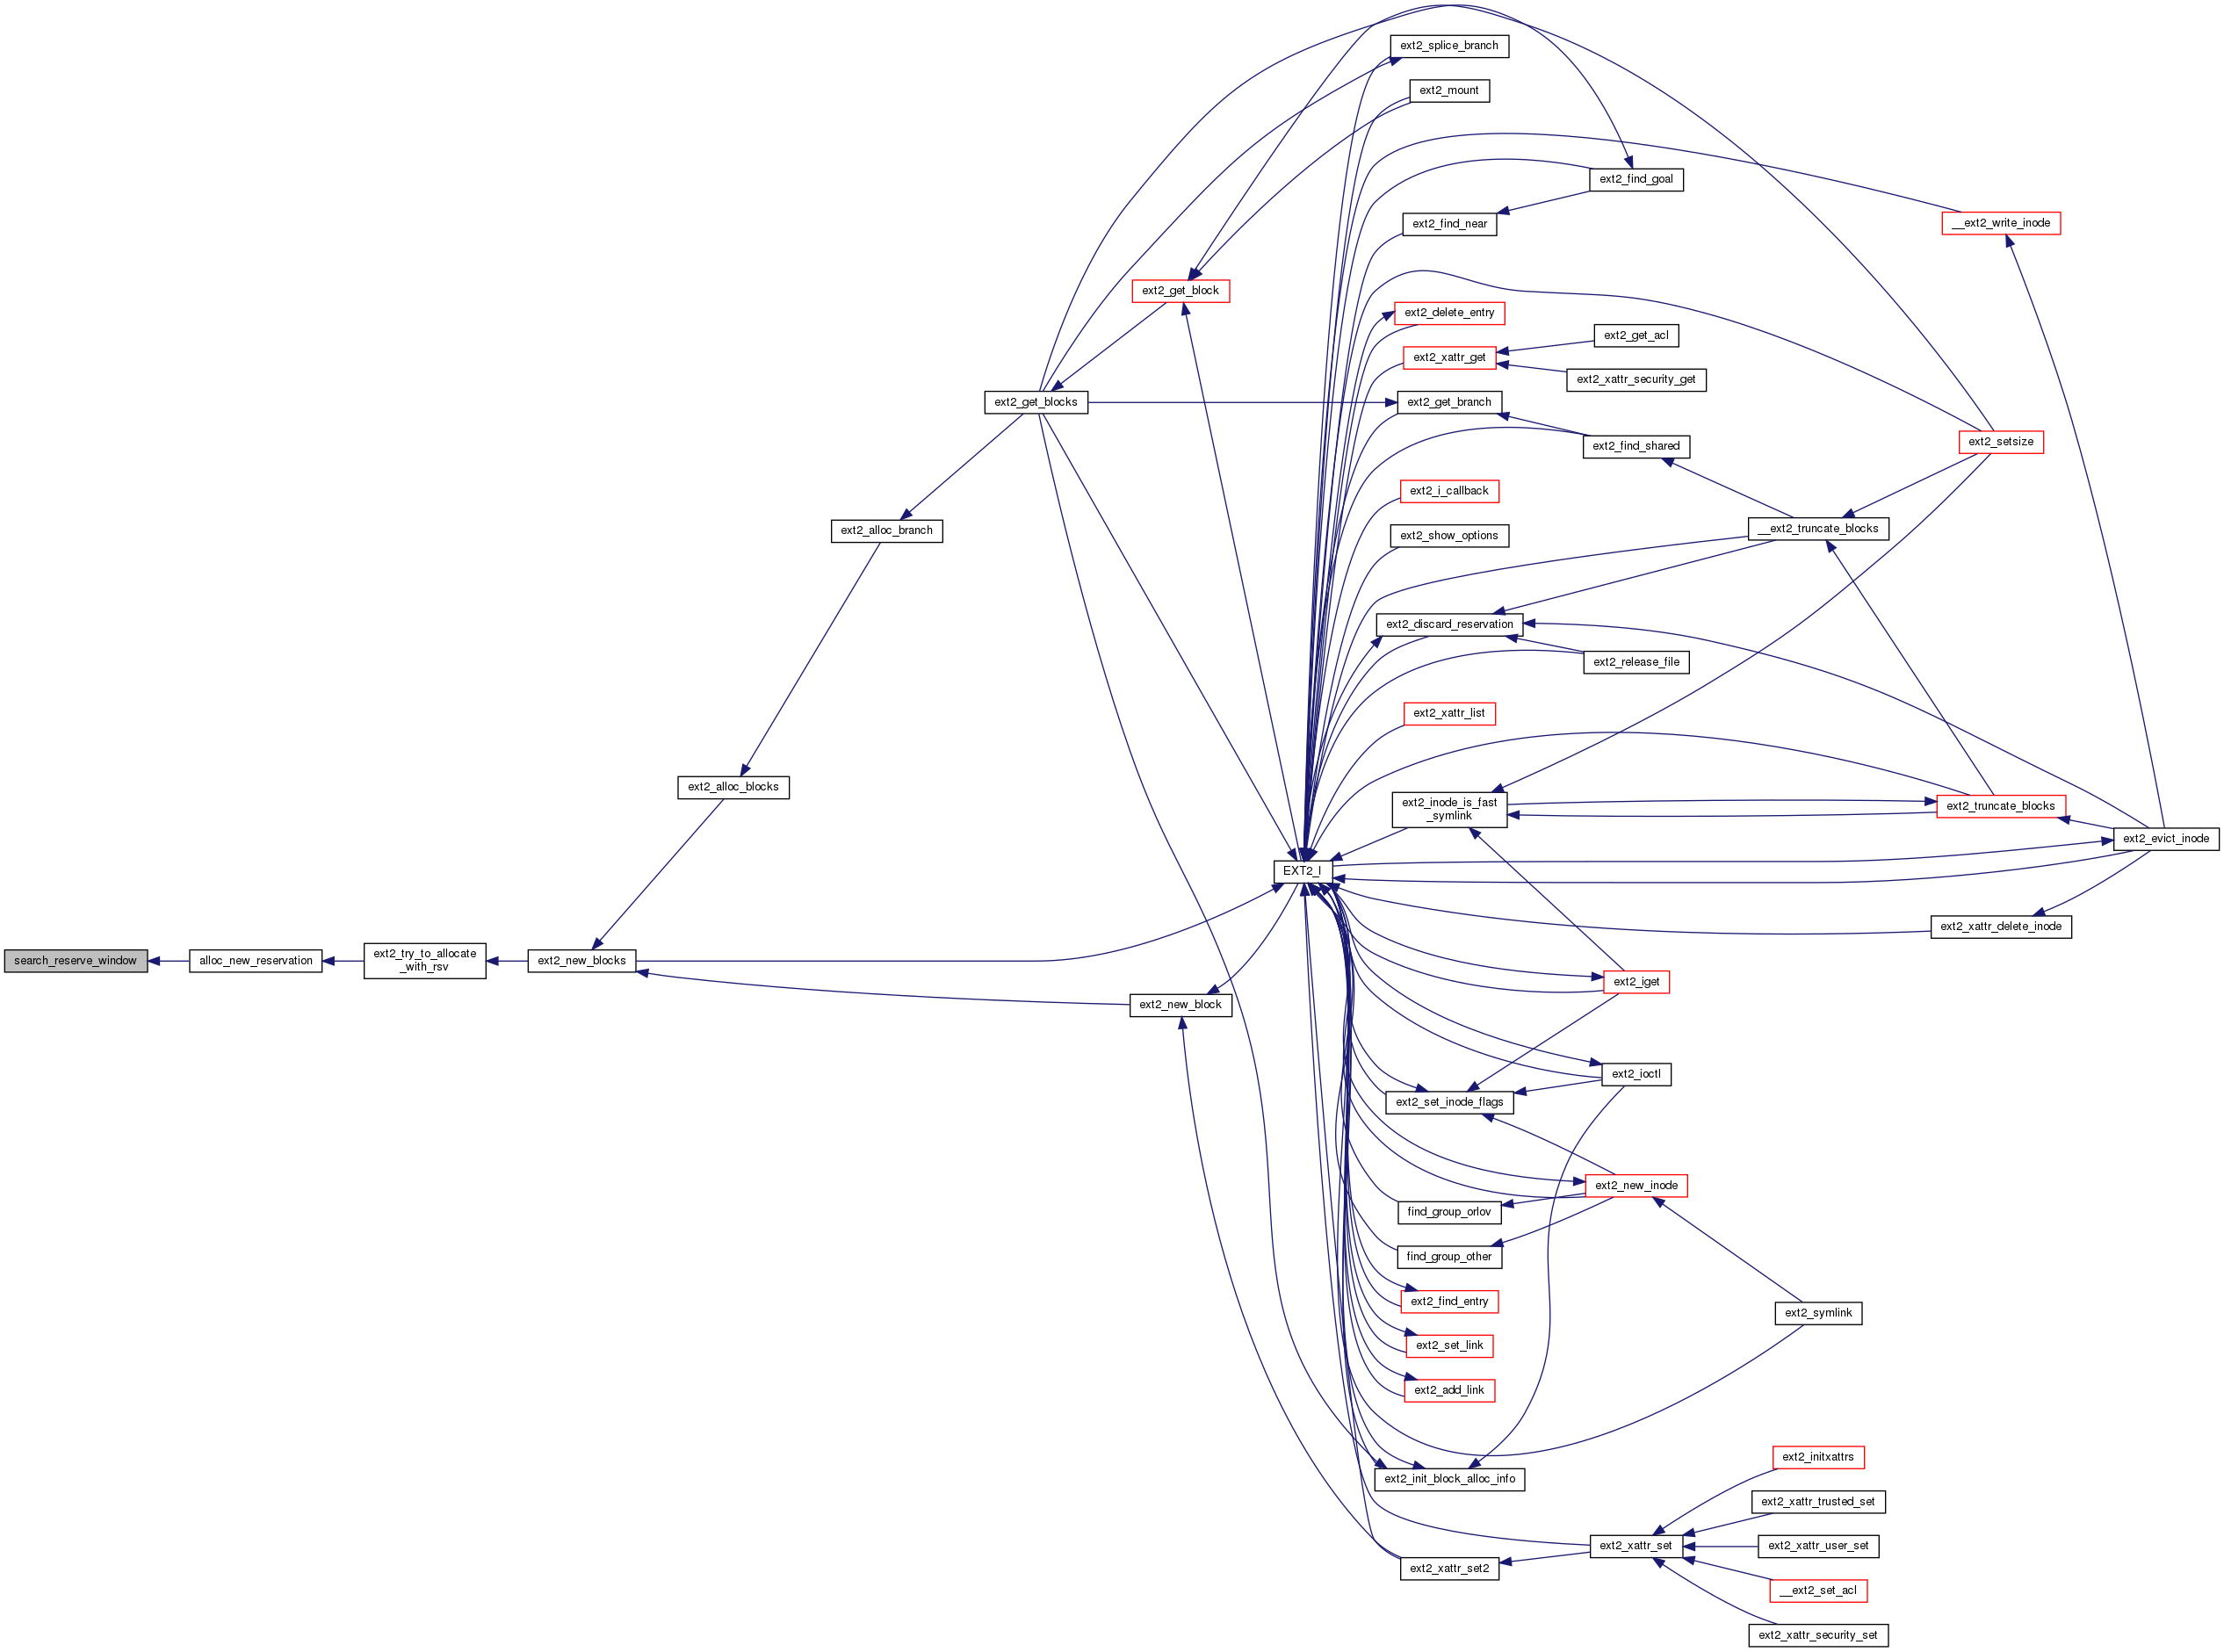 ext2_splice_branch
ext2_mount
ext2_find_goal
__ext2_write_inode
ext2_find_near
ext2_get_block
ext2_delete_entry
ext2_get_acl
ext2_xattr_get
ext2_xattr_security_get
ext2_get_blocks
ext2_get_branch
ext2_setsize
ext2_find_shared
ext2_i_callback
ext2_alloc_branch
__ext2_truncate_blocks
ext2_show_options
ext2_discard_reservation
ext2_release_file
ext2_xattr_list
ext2_alloc_blocks
ext2_inode_is_fast
_symlink
ext2_truncate_blocks
ext2_evict_inode
EXT2_I
ext2_xattr_delete_inode
search_reserve_window
alloc_new_reservation
ext2_try_to_allocate
_with_rsv
ext2_new_blocks
ext2_iget
ext2_new_block
ext2_ioctl
ext2_set_inode_flags
ext2_new_inode
find_group_orlov
find_group_other
ext2_find_entry
ext2_symlink
ext2_set_link
ext2_add_link
ext2_initxattrs
ext2_init_block_alloc_info
ext2_xattr_trusted_set
ext2_xattr_set
ext2_xattr_user_set
ext2_xattr_set2
__ext2_set_acl
ext2_xattr_security_set